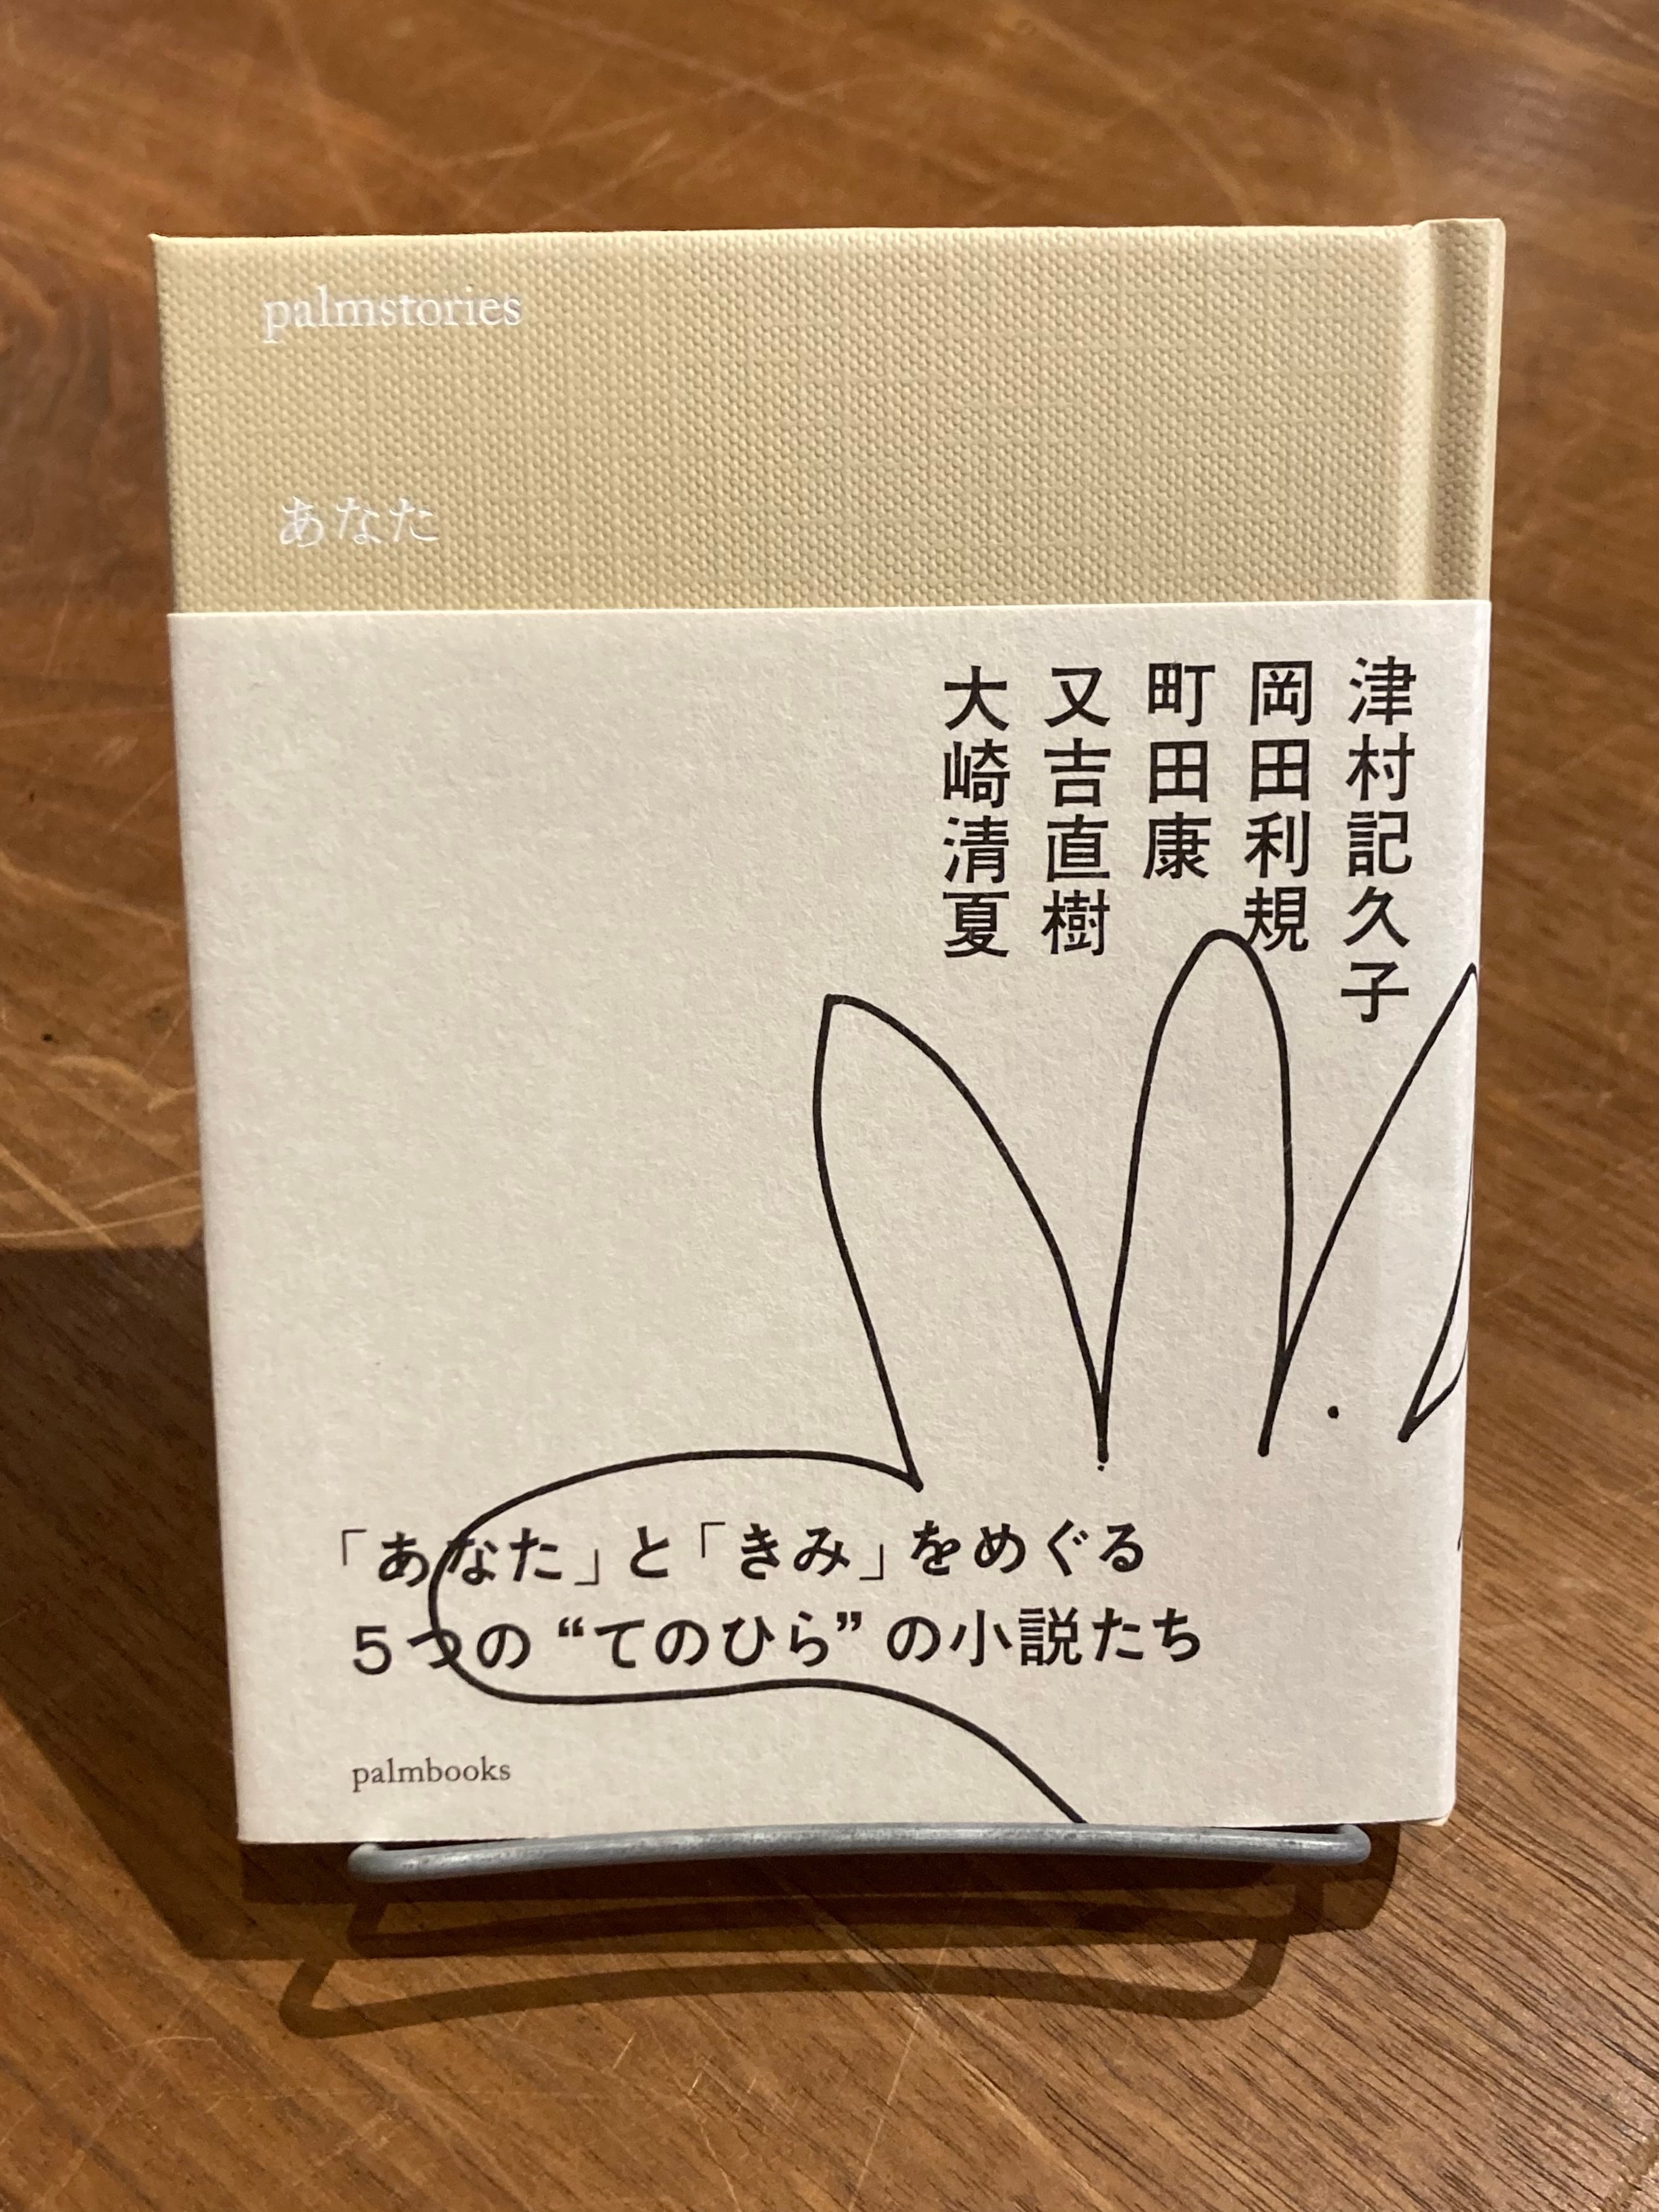 palmstories
あなた
津村記久子
岡田利規
町田康
又吉直樹
大崎清夏
「あなた」と「きみ」をめぐる
5つの“てのひら”の小説たち
palmbooks